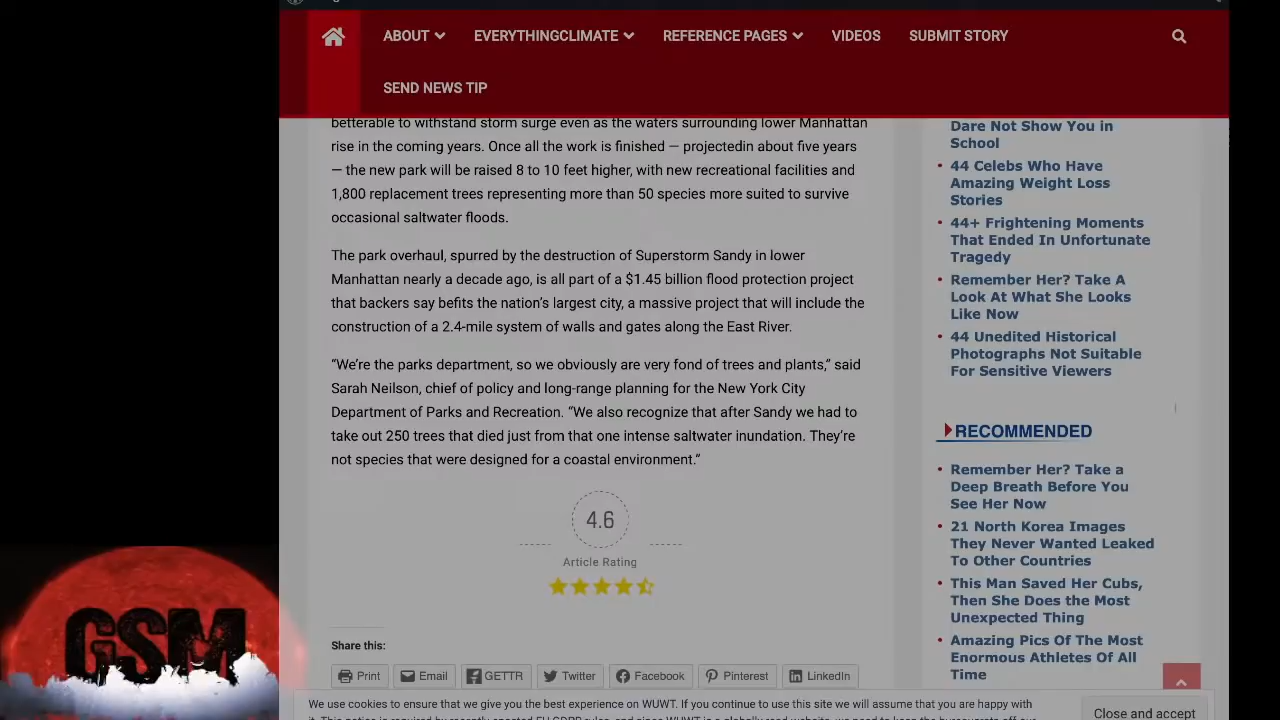 ABOUT EVERYTHINGCLIMATE REFERENCE PAGES VIDEOS SUBMIT STORY
SEND NEWS TIP
betterable to withstand storm surge even as the waters surrounding lower Manhattan
rise in the coming years. Once all the work is finished — projectedin about five years
— the new park will be raised 8 to 10 feet higher, with new recreational facilities and
1,800 replacement trees representing more than 50 species more suited to survive
occasional saltwater floods.
The park overhaul, spurred by the destruction of Superstorm Sandy in lower
Manhattan nearly a decade ago, is all part of a $1.45 billion flood protection project
that backers say befits the nation's largest city, a massive project that will include the
construction of a 2.4-mile system of walls and gates along the East River.
“We're the parks department, so we obviously are very fond of trees and plants,” said
Sarah Neilson, chief of policy and long-range planning for the New York City
Department of Parks and Recreation. “We also recognize that after Sandy we had to
take out 250 trees that died just from that one intense saltwater inundation. They're
not species that were designed for a coastal environment.”
4.6
Article Rating
Share this:
Print Email GETTR Twitter Facebook Pinterest LinkedIn
Dare Not Show You in
School
44 Celebs Who Have
Amazing Weight Loss
Stories
44+ Frightening Moments
That Ended In Unfortunate
Tragedy
Remember Her? Take A
Look At What She Looks
Like Now
44 Unedited Historical
Photographs Not Suitable
For Sensitive Viewers
RECOMMENDED
Remember Her? Take a
Deep Breath Before You
See Her Now
21 North Korea Images
They Never Wanted Leaked
To Other Countries
This Man Saved Her Cubs,
Then She Does the Most
Unexpected Thing
Amazing Pics Of The Most
Enormous Athletes Of All
Time
We use cookies to ensure that we give you the best experience on WUWT. If you continue to use this site we will assume that you are happy with
Close and accept
GSM